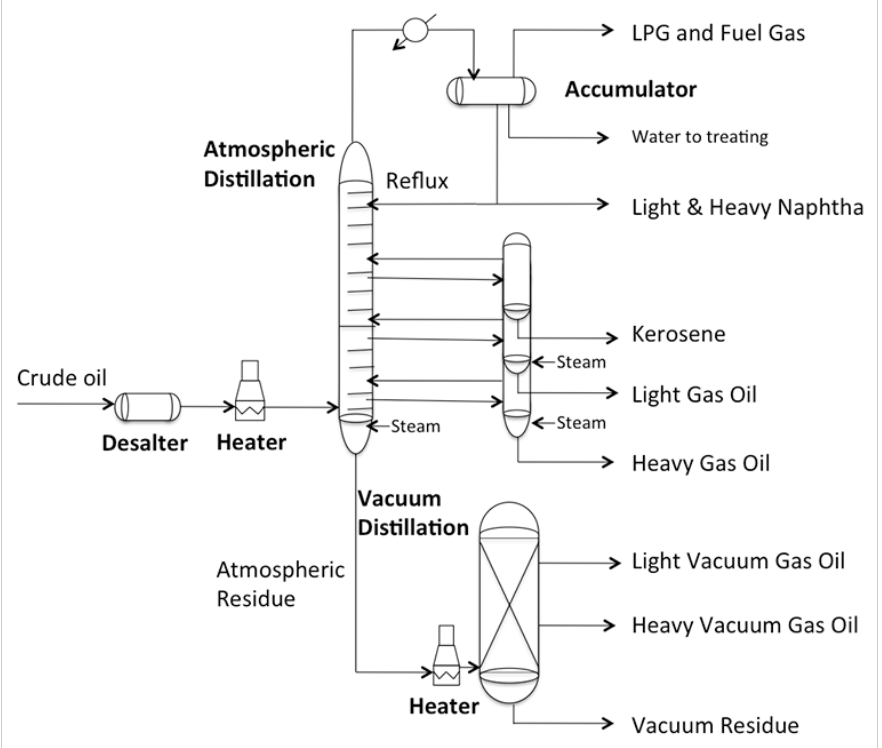 LPG and Fuel Gas
Accumulator
Water to treating
Atmospheric
Distillation
Reflux
Light & Heavy Naphtha
Kerosene
Steam
Crude oil
Light Gas Oil
Desalter
Heater
Steam
Steam
Heavy Gas Oil
Vacuum
Distillation
Atmospheric
Residue
Light Vacuum Gas Oil
Heavy Vacuum Gas Oil
Heater
Vacuum Residue